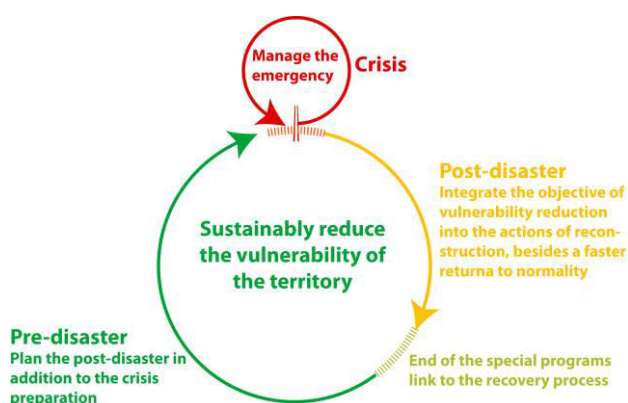 Manage the
emergency
Crisis
Post-disaster
Integrate the objective of
vulnerability reduction
into the actions of recon-
struction, besides a faster
returna to normality
Sustainably reduce
the vulnerability of
the territory
Pre-disaster
Plan the post-disaster in
addition to the crisis
preparation
End of the special programs
link to the recovery process